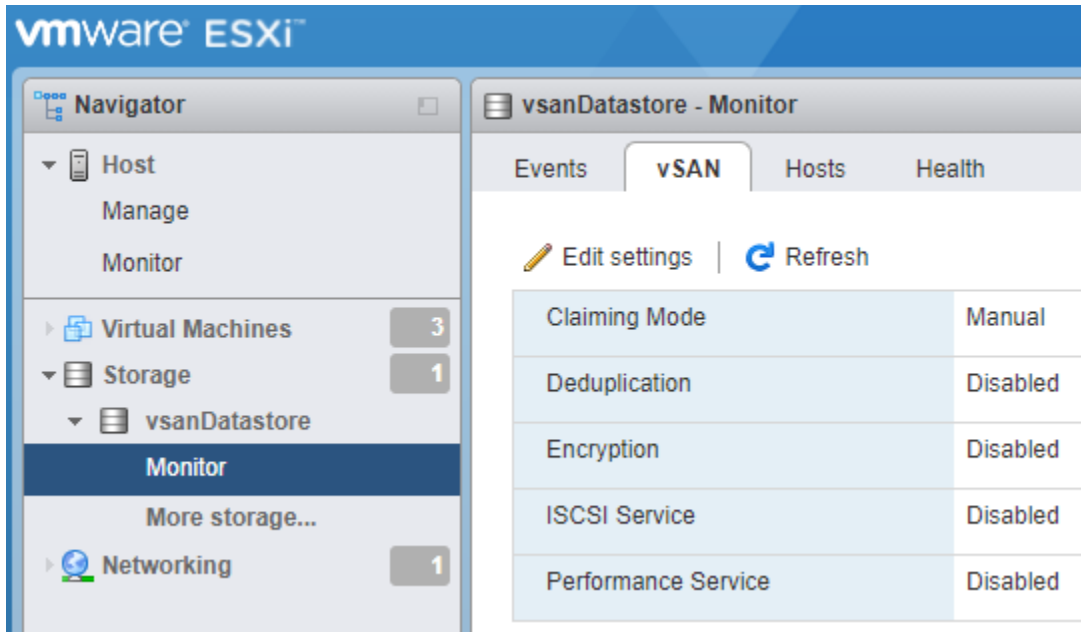 vmware® ESXi™
Navigator
Host
Manage
Monitor
Virtual Machines 3
Storage 1
vsanDatastore
Monitor
More storage...
Networking 1
vsanDatastore - Monitor
Events vSAN Hosts Health
Edit settings | Refresh
Claiming Mode Manual
Deduplication Disabled
Encryption Disabled
ISCSI Service Disabled
Performance Service Disabled